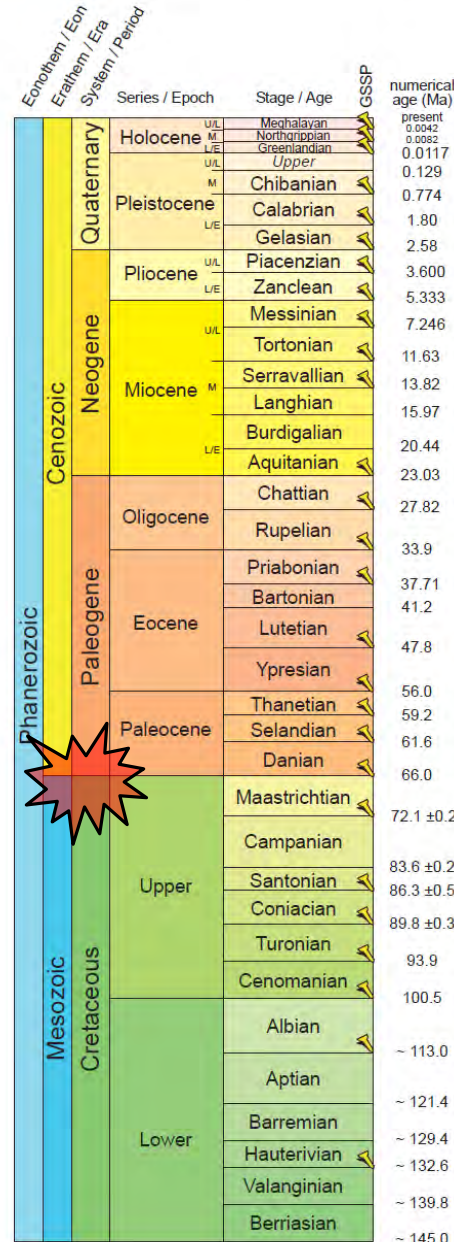 Eonothem / Eon
Erathem / Era
System / Period
Series / Epoch
Stage / Age
GSSP
numerical
age (Ma)
present
Phanerozoic
Cenozoic
Quaternary
Holocene
U/L Meghalayan 0.0042
M Northgrippian 0.0082
L/E Greenlandian 0.0117
Pleistocene
U/L Upper 0.129
M Chibanian 0.774
Calabrian 1.80
L/E Gelasian 2.58
Neogene
Pliocene
U/L Piacenzian 3.600
L/E Zanclean 5.333
Miocene
U/L Messinian 7.246
Tortonian 11.63
M Serravallian 13.82
Langhian 15.97
L/E Burdigalian 20.44
Aquitanian 23.03
Paleogene
Oligocene
Chattian 27.82
Rupelian 33.9
Eocene
Priabonian 37.71
Bartonian 41.2
Lutetian 47.8
Ypresian 56.0
Paleocene
Thanetian 59.2
Selandian 61.6
Danian 66.0
Mesozoic
Cretaceous
Upper
Maastrichtian 72.1 ±0.2
Campanian 83.6 ±0.2
Santonian 86.3 ±0.5
Coniacian 89.8 ±0.3
Turonian 93.9
Cenomanian 100.5
Lower
Albian ~ 113.0
Aptian ~ 121.4
Barremian ~ 129.4
Hauterivian ~ 132.6
Valanginian ~ 139.8
Berriasian ~ 145.0